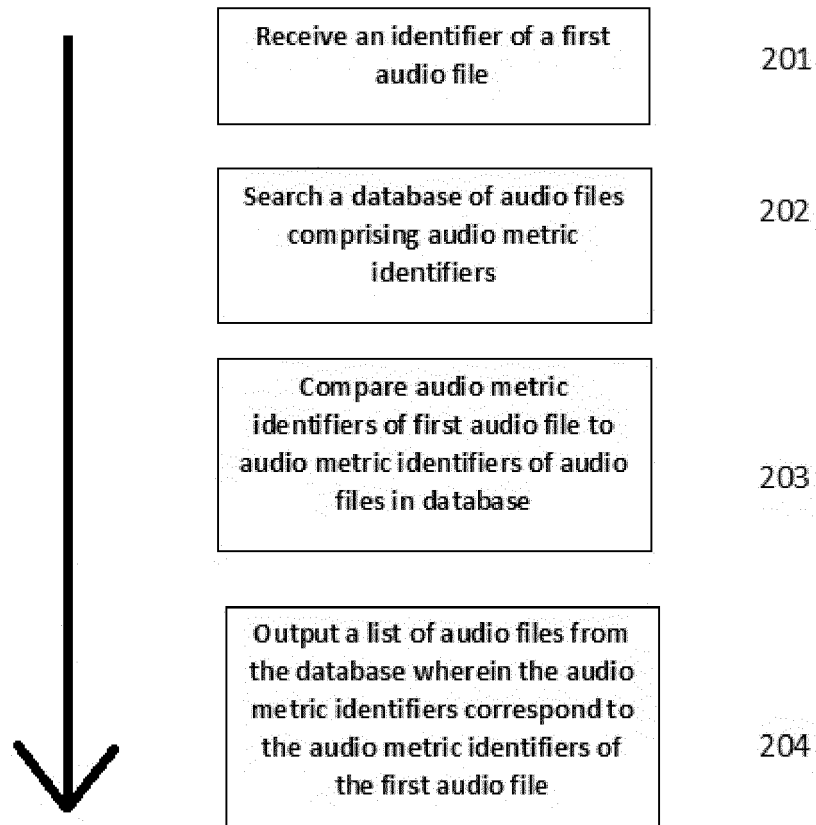 Receive an identifier of a first
audio file
201
Search a database of audio files
comprising audio metric
identifiers
202
Compare audio metric
identifiers of first audio file to
audio metric identifiers of audio
files in database
203
Output a list of audio files from
the database wherein the audio
metric identifiers correspond to
the audio metric identifiers of
the first audio file
204